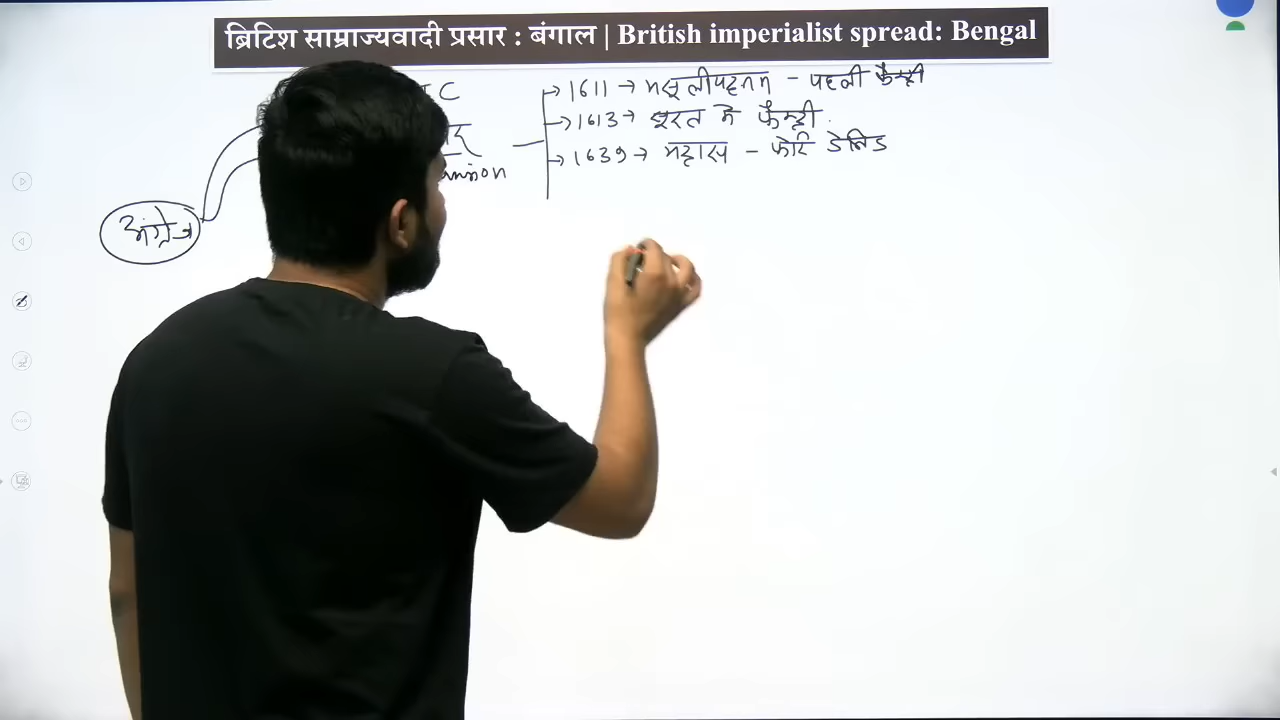 ब्रिटिश साम्राज्यवादी प्रसार : बंगाल | British imperialist spread: Bengal
1611 → मसूलीपट्टनम - पहली फैक्ट्री
1613 → सूरत में फैक्ट्री.
1639 → मद्रास - फोर्ट डेविड
अंग्रेज